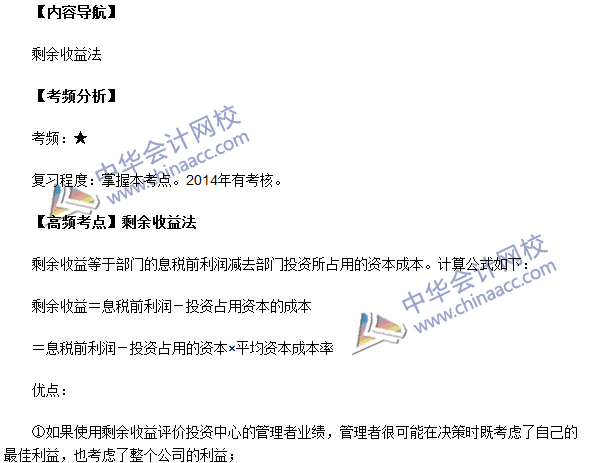 【内容导航】
剩余收益法
【考频分析】
考频：★
复习程度：掌握本考点。2014年有考核。
中华会计网校
www.chinaacc.com
【高频考点】剩余收益法
剩余收益等于部门的息税前利润减去部门投资所占用的资本成本。计算公式如下：
剩余收益＝息税前利润－投资占用资本的成本
中华会计网校
www.chinaacc.com
＝息税前利润－投资占用的资本×平均资本成本率
优点：
①如果使用剩余收益评价投资中心的管理者业绩，管理者很可能在决策时既考虑了自己的
最佳利益，也考虑了整个公司的利益；